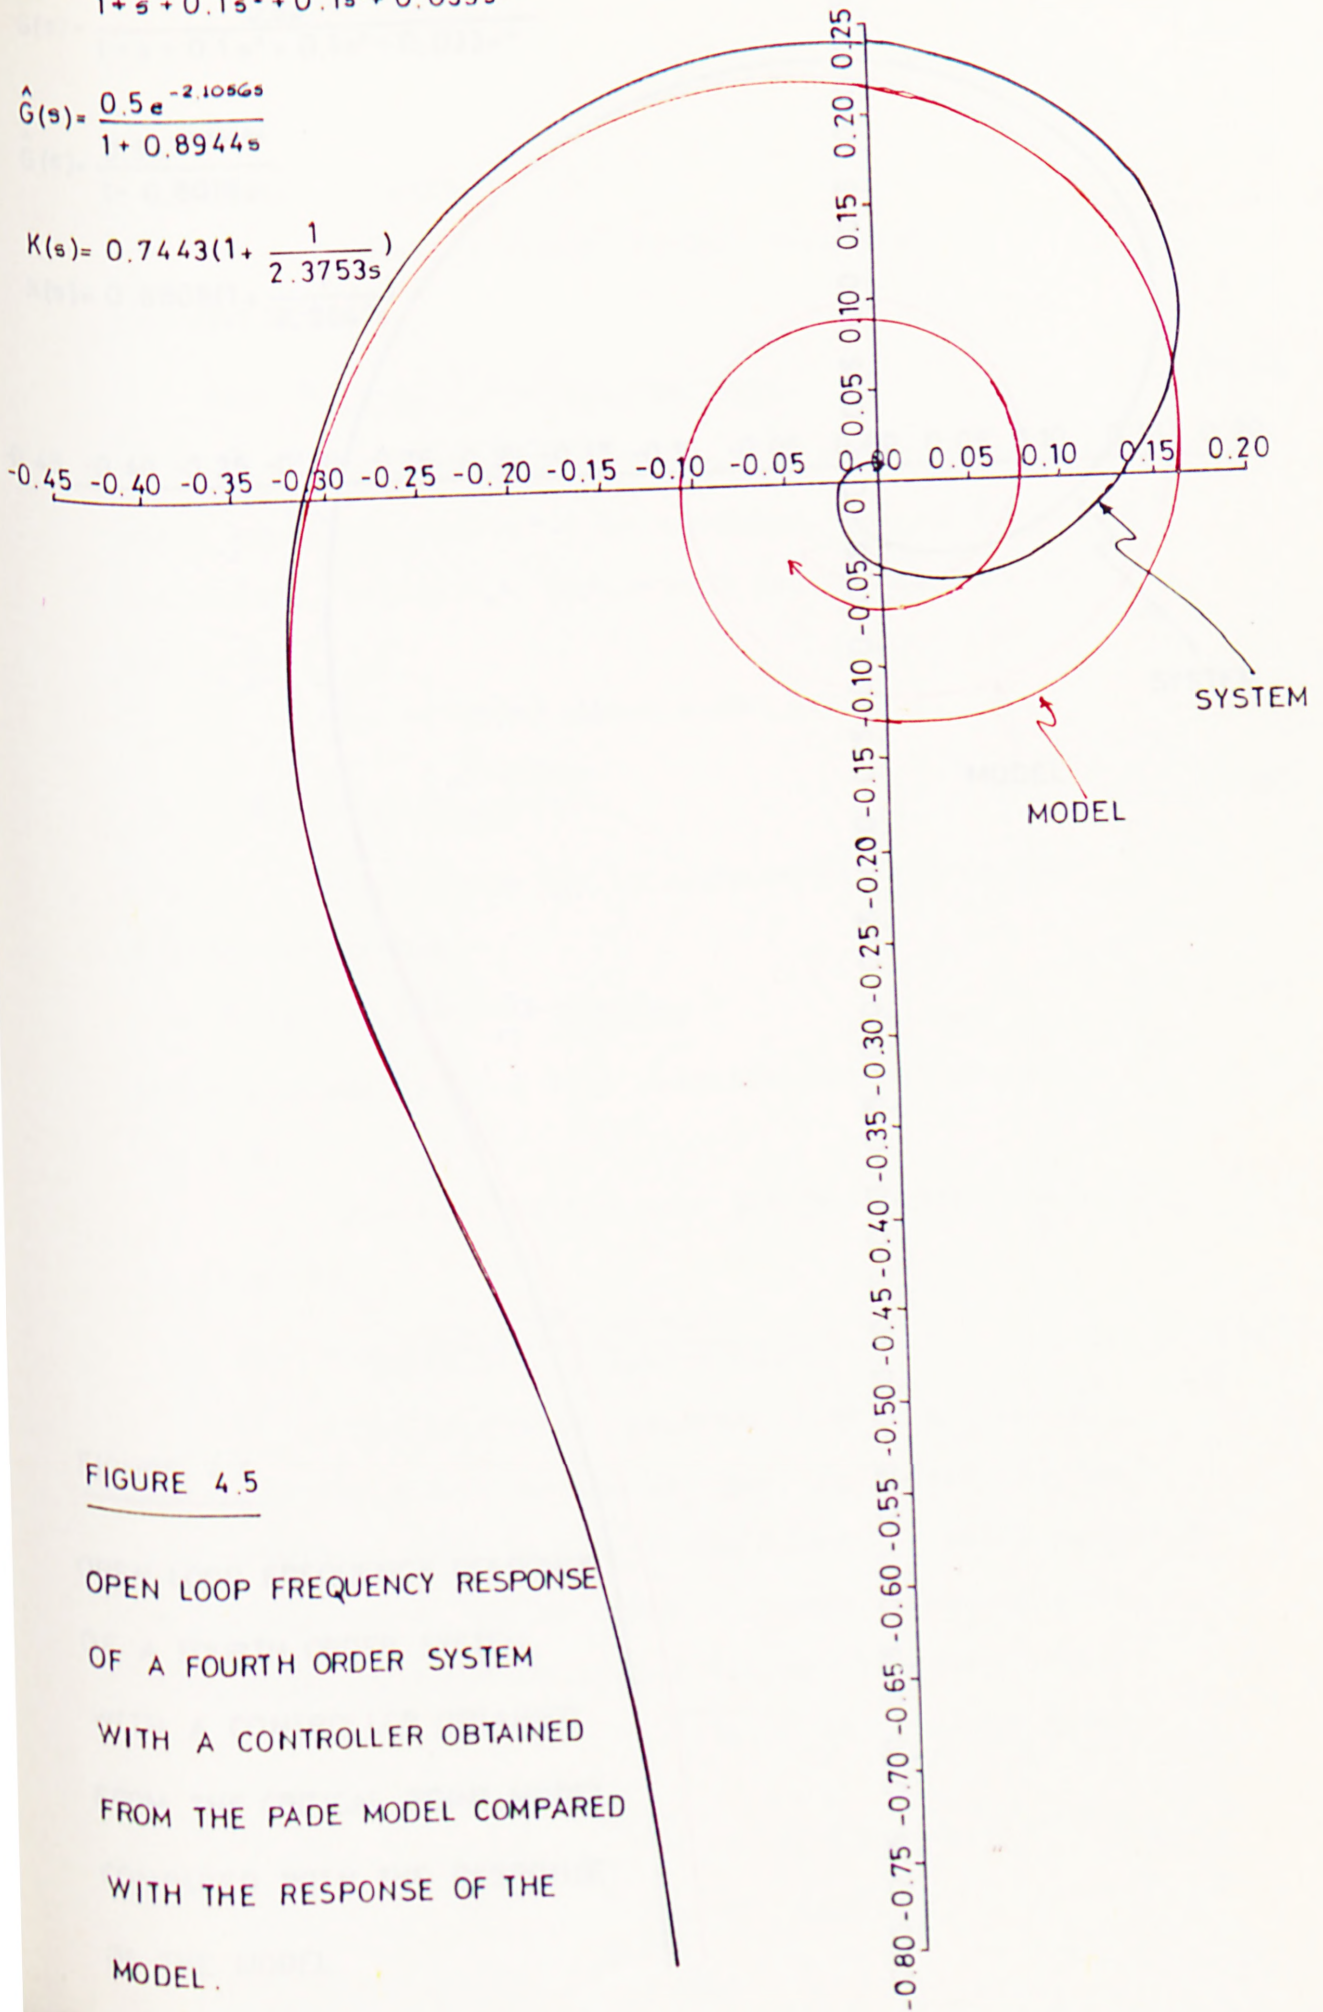 Ĝ(s)= 0.5e^-2.1056s
1+ 0.8944s
K(s)= 0.7443(1+ 1
2.3753s )
0.25
0.20
0.15
0.10
0.05
0
-0.05
-0.10
-0.15
-0.20
-0.25
-0.30
-0.35
-0.40
-0.45
-0.50
-0.55
-0.60
-0.65
-0.70
-0.75
-0.80
-0.45 -0.40 -0.35 -0.30 -0.25 -0.20 -0.15 -0.10 -0.05 0.00 0.05 0.10 0.15 0.20
SYSTEM
MODEL
FIGURE 4.5
OPEN LOOP FREQUENCY RESPONSE
OF A FOURTH ORDER SYSTEM
WITH A CONTROLLER OBTAINED
FROM THE PADE MODEL COMPARED
WITH THE RESPONSE OF THE
MODEL.